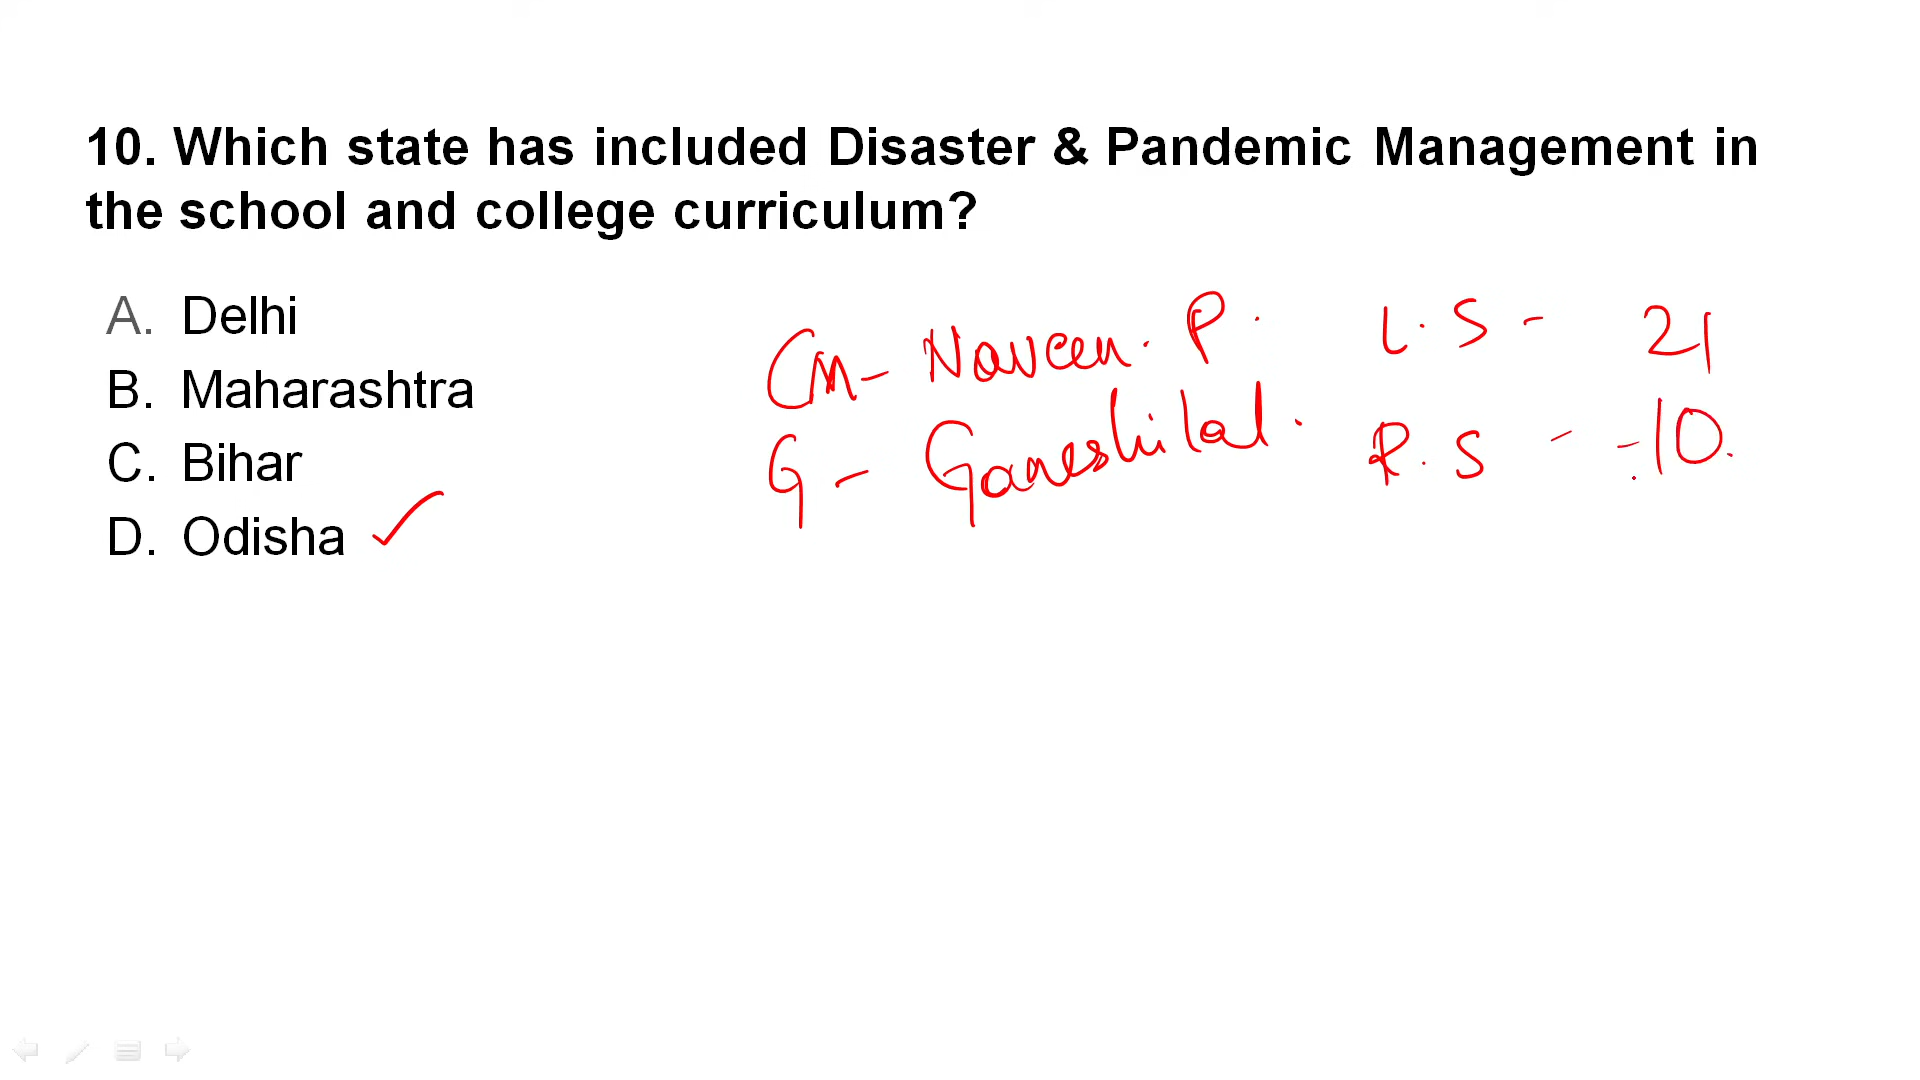 10. Which state has included Disaster & Pandemic Management in
the school and college curriculum?
A. Delhi
B. Maharashtra
C. Bihar
D. Odisha ✓
CM - Naveen. P.
G - Ganeshilal.
L.S - 21
R.S - -10.